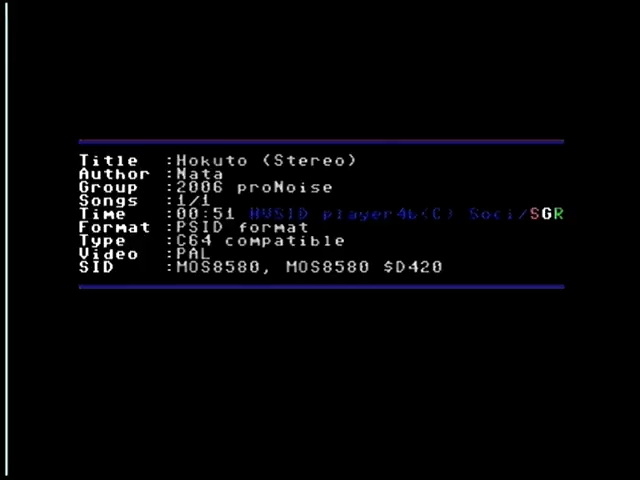 Title  :Hokuto (Stereo)
Author :Nata
Group  :2006 proNoise
Songs  :1/1
Time   :00:51 HVSID player4b(C) Soci/SGR
Format :PSID format
Type   :C64 compatible
Video  :PAL
SID    :MOS8580, MOS8580 $D420